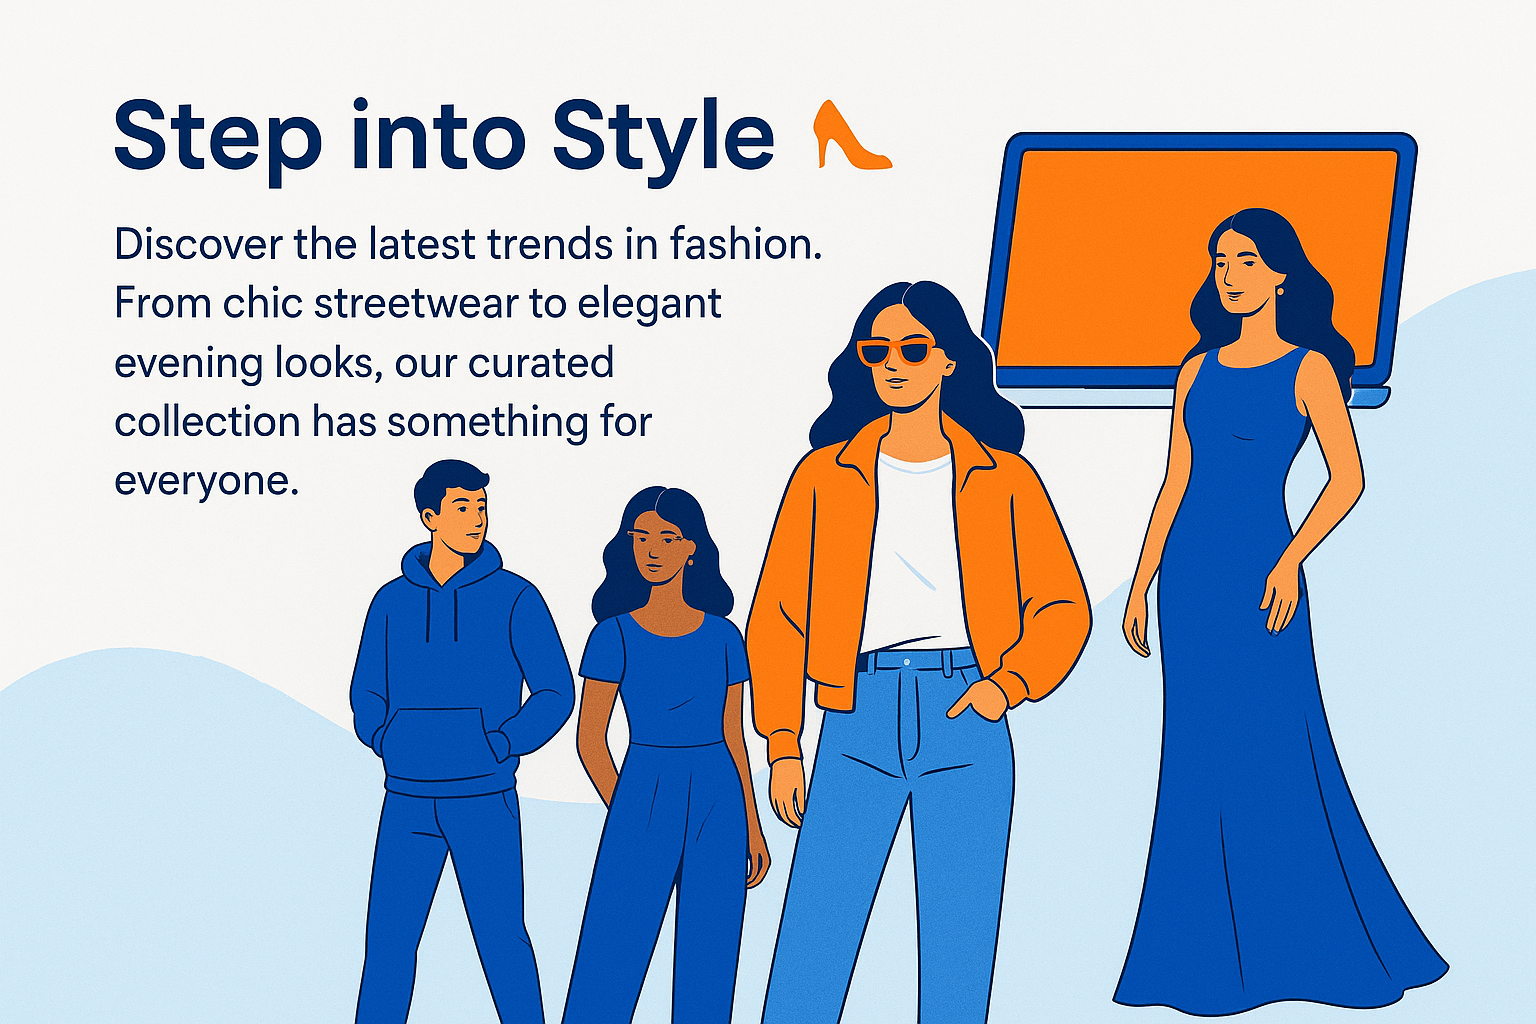 Step into Style
Discover the latest trends in fashion.
From chic streetwear to elegant
evening looks, our curated
collection has something for
everyone.